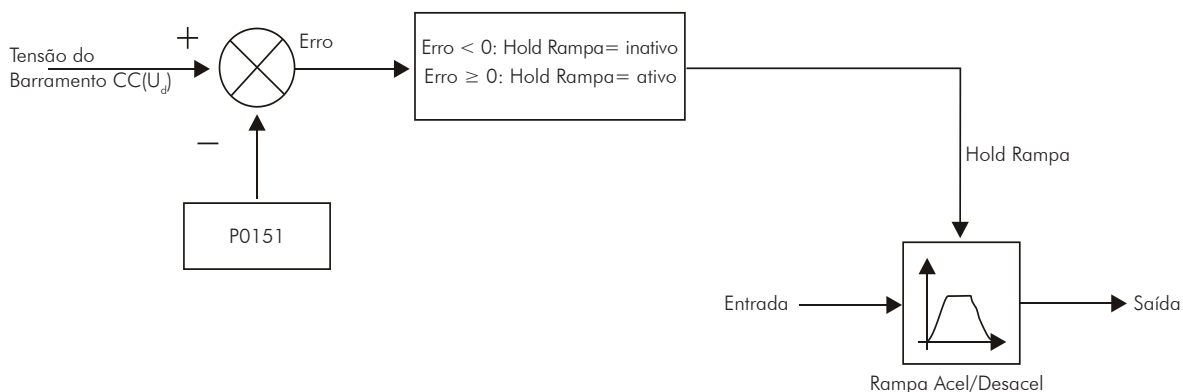 Tensão do
Barramento CC(Ud)
+
Erro
−
P0151
Erro < 0: Hold Rampa= inativo
Erro ≥ 0: Hold Rampa= ativo
Hold Rampa
Entrada
Saída
Rampa Acel/Desacel